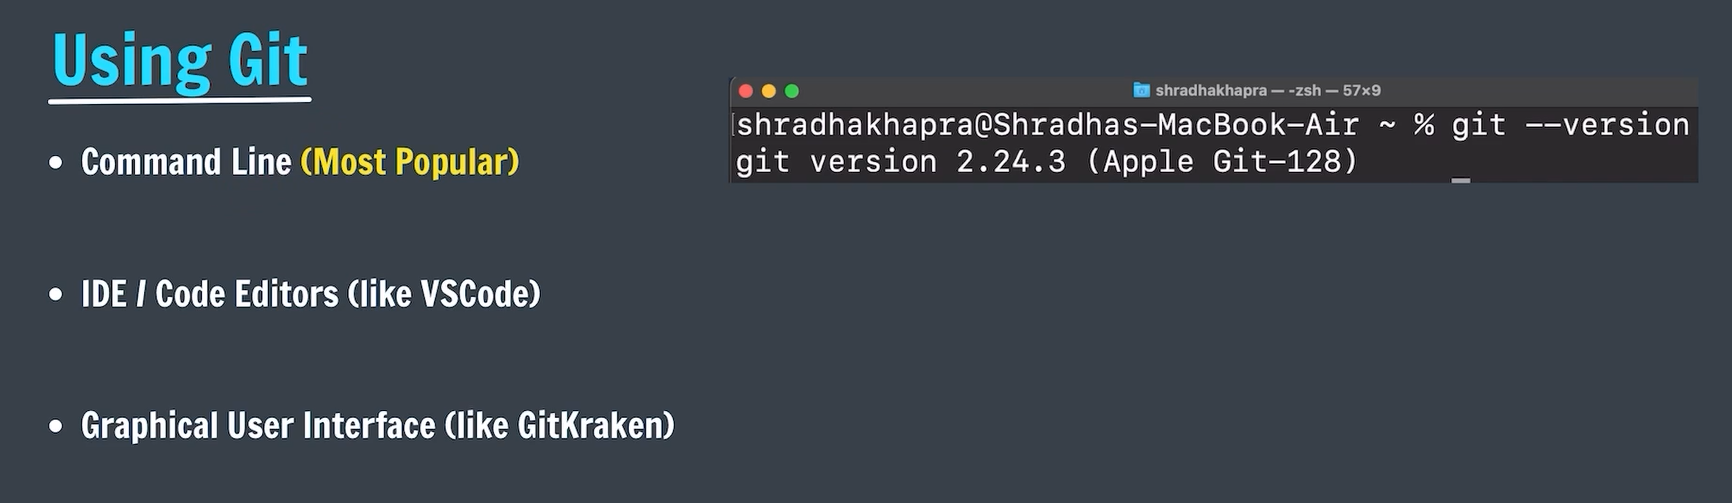 Using Git
• Command Line (Most Popular)
shradhakhapra — -zsh — 57×9
shradhakhapra@Shradhas-MacBook-Air ~ % git --version
git version 2.24.3 (Apple Git-128)
• IDE / Code Editors (like VSCode)
• Graphical User Interface (like GitKraken)